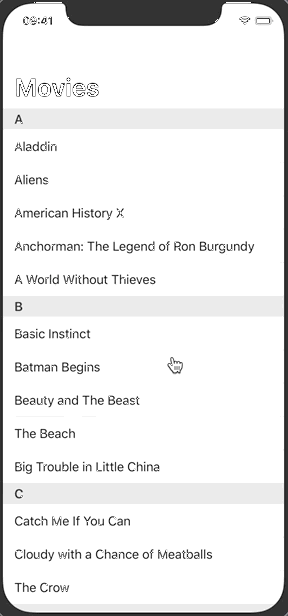 09:41
Movies
A
Aladdin
Aliens
American History X
Anchorman: The Legend of Ron Burgundy
A World Without Thieves
B
Basic Instinct
Batman Begins
Beauty and The Beast
The Beach
Big Trouble in Little China
C
Catch Me If You Can
Cloudy with a Chance of Meatballs
The Crow